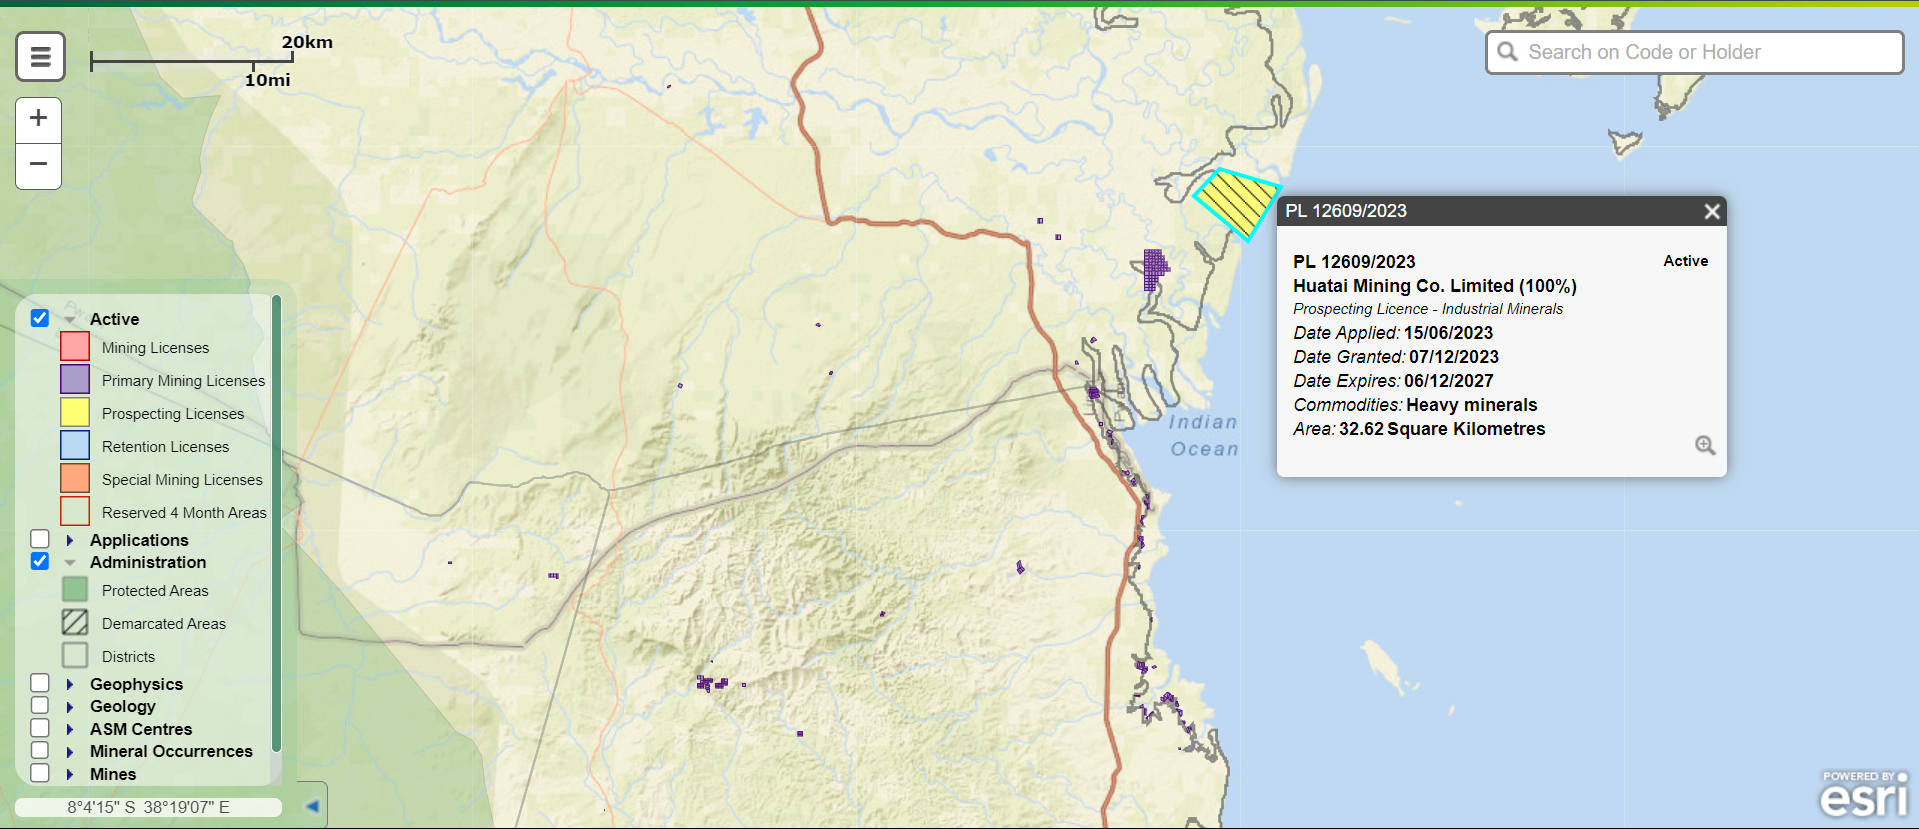 20km
10mi
Search on Code or Holder
+
−
PL 12609/2023
PL 12609/2023
Active
Huatai Mining Co. Limited (100%)
Prospecting Licence - Industrial Minerals
Date Applied: 15/06/2023
Date Granted: 07/12/2023
Date Expires: 06/12/2027
Commodities: Heavy minerals
Area: 32.62 Square Kilometres
Indian
Ocean
Active
Mining Licenses
Primary Mining Licenses
Prospecting Licenses
Retention Licenses
Special Mining Licenses
Reserved 4 Month Areas
Applications
Administration
Protected Areas
Demarcated Areas
Districts
Geophysics
Geology
ASM Centres
Mineral Occurrences
Mines
8°4'15" S 38°19'07" E
POWERED BY
esri